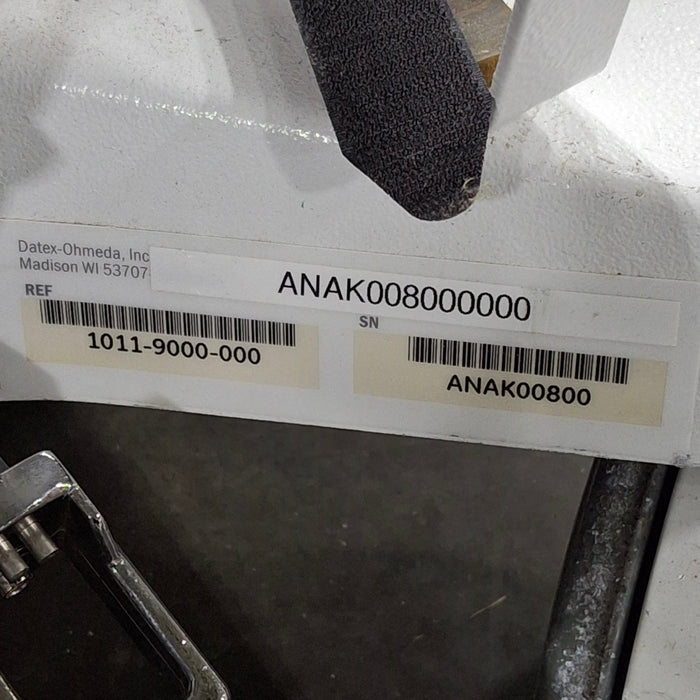 Datex-Ohmeda, Inc
Madison WI 53707
ANAK008000000
REF
1011-9000-000
SN
ANAK00800